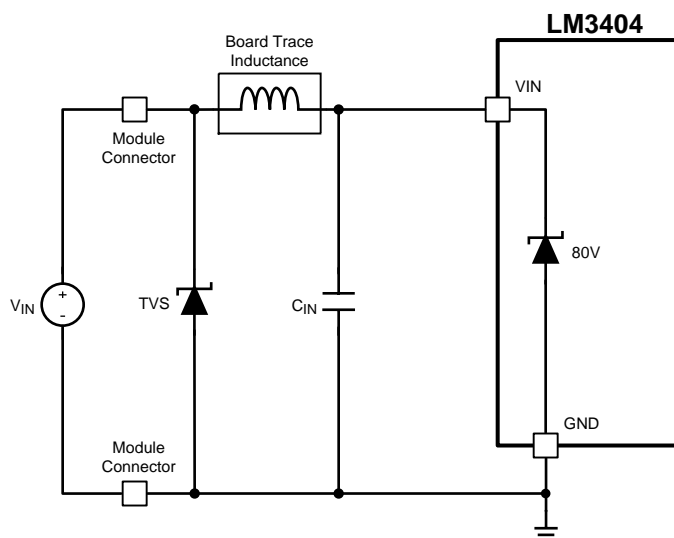 LM3404
Board Trace
Inductance
VIN
Module
Connector
80V
+
-
VIN
TVS
CIN
GND
Module
Connector